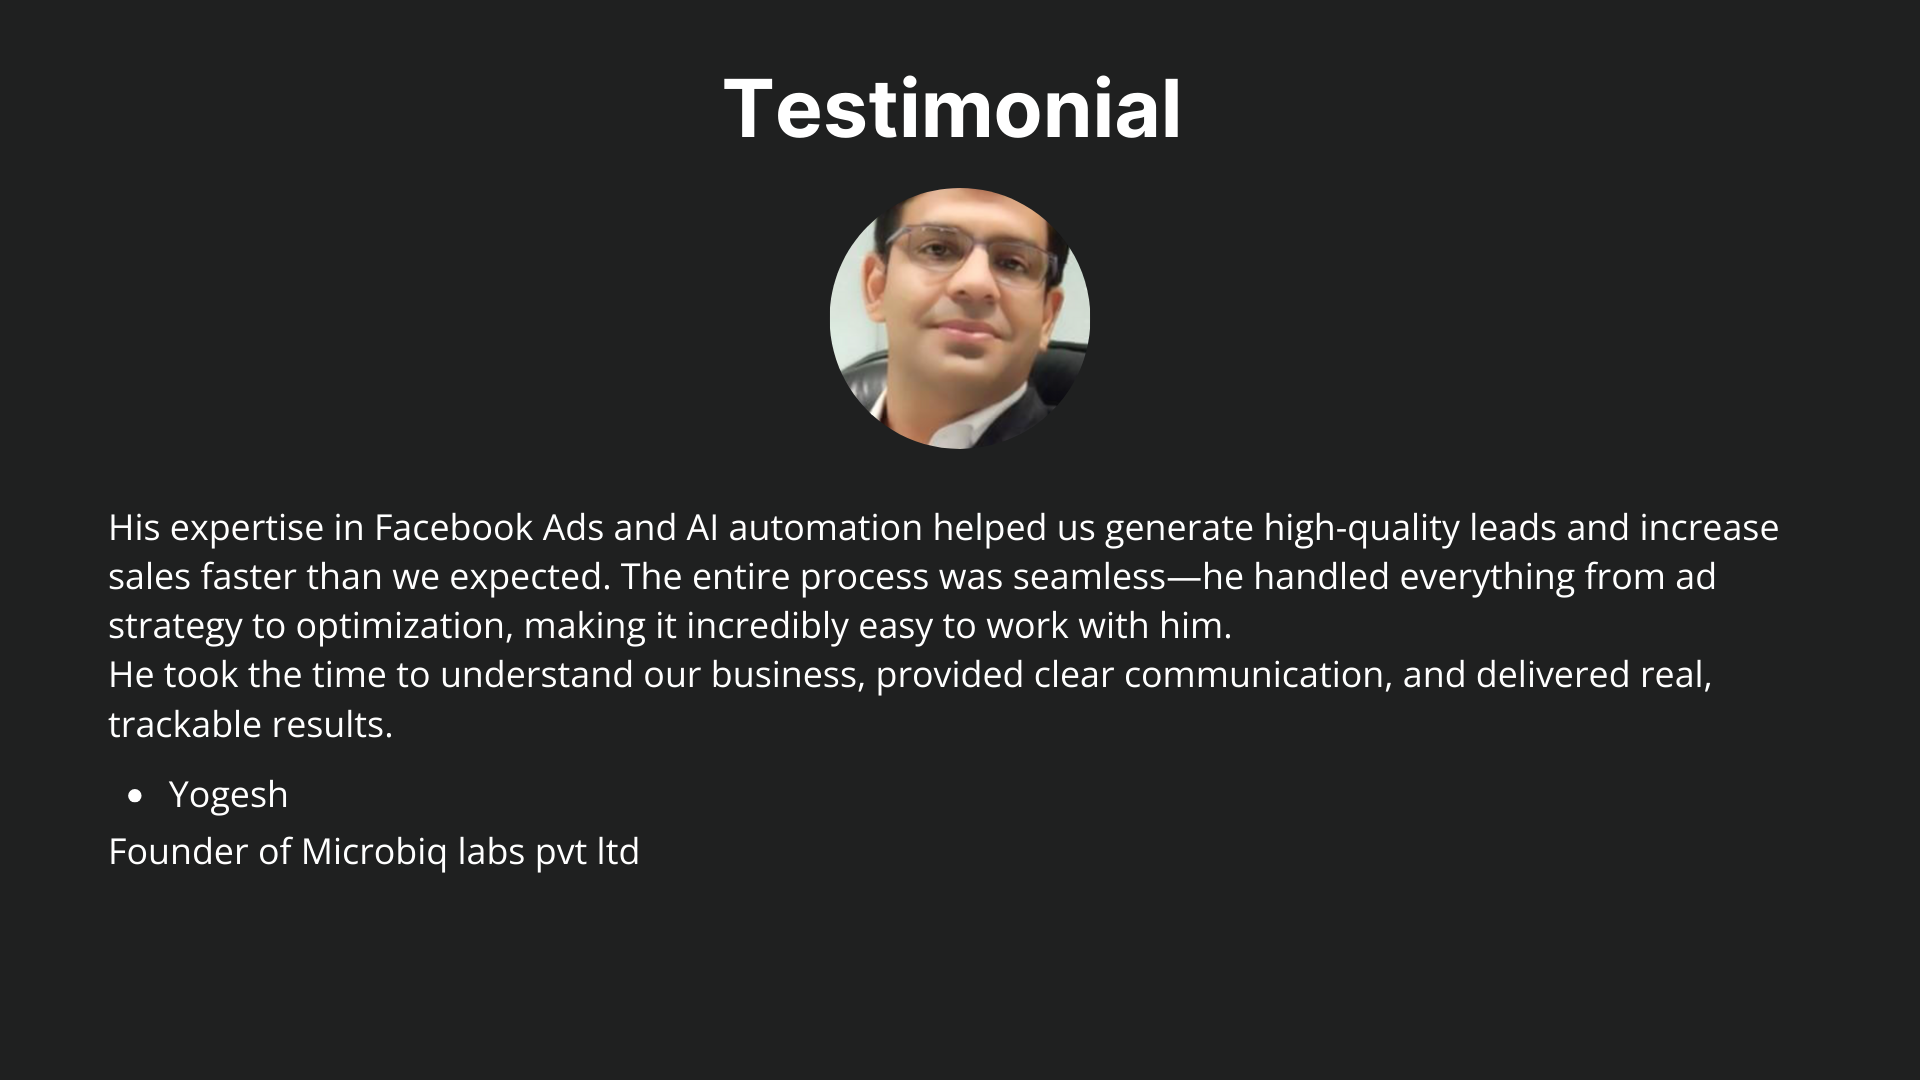 Testimonial
His expertise in Facebook Ads and AI automation helped us generate high-quality leads and increase
sales faster than we expected. The entire process was seamless—he handled everything from ad
strategy to optimization, making it incredibly easy to work with him.
He took the time to understand our business, provided clear communication, and delivered real,
trackable results.
• Yogesh
Founder of Microbiq labs pvt ltd